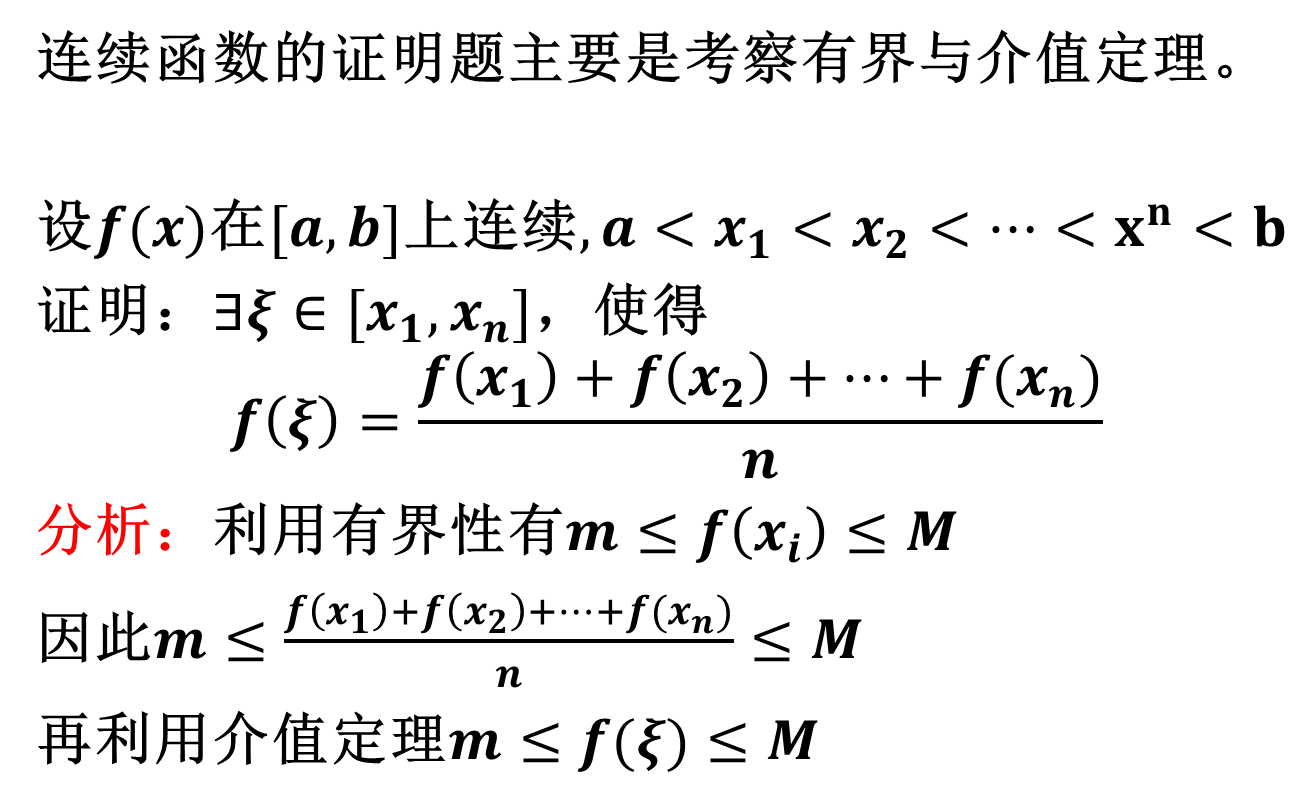 连续函数的证明题主要是考察有界与介值定理。
设f(x)在[a,b]上连续,a < x₁ < x₂ < ⋯ < xⁿ < b
证明：∃ξ ∈ [x₁,xₙ]，使得
f(ξ) = \frac{f(x₁) + f(x₂) + ⋯ + f(xₙ)}{n}
分析：利用有界性有m ≤ f(xᵢ) ≤ M
因此m ≤ \frac{f(x₁)+f(x₂)+⋯+f(xₙ)}{n} ≤ M
再利用介值定理m ≤ f(ξ) ≤ M